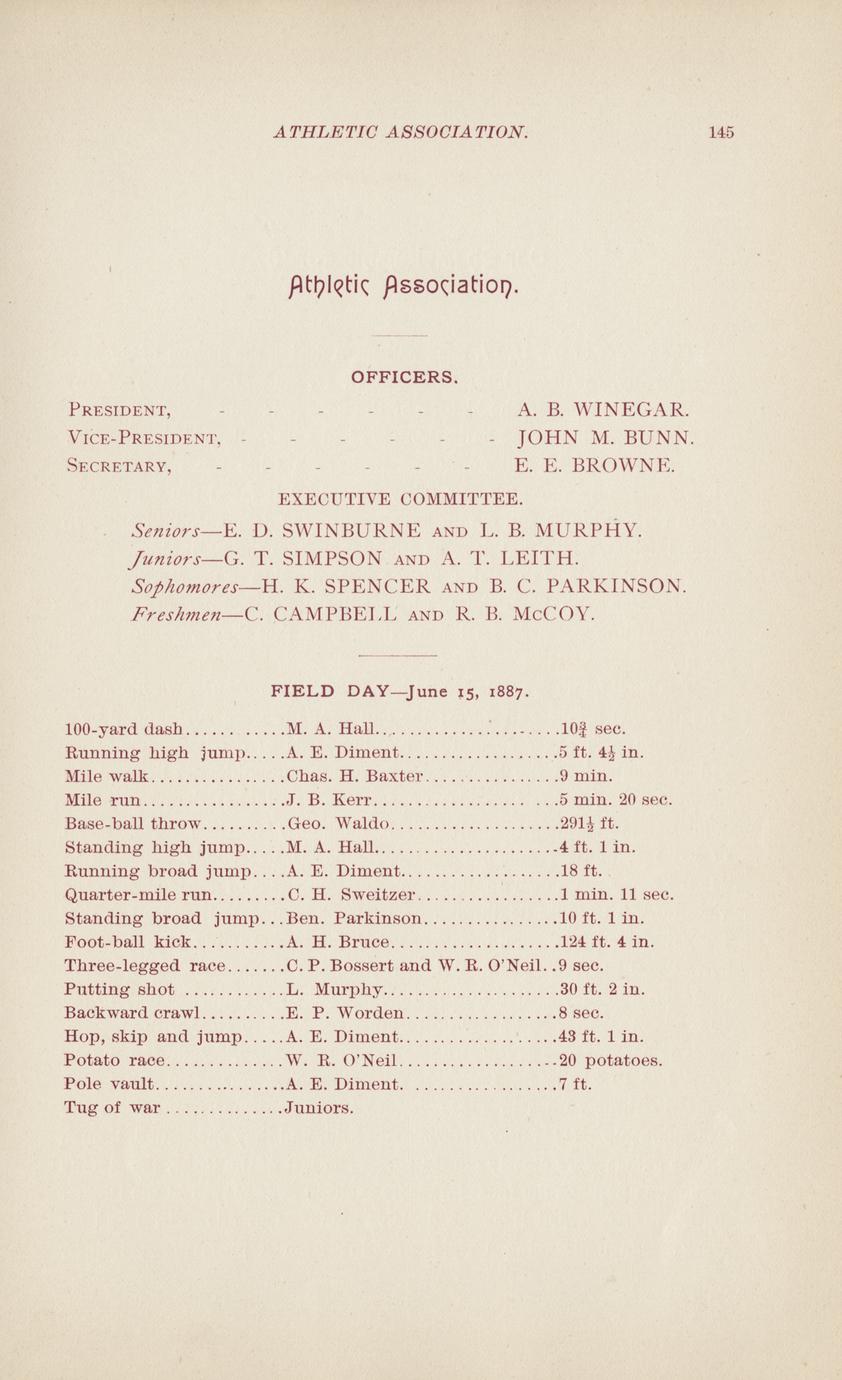 ATHLETIC ASSOCIATION. 145
Athletic Association.
OFFICERS.
PRESIDENT, - - - - - - A. B. WINEGAR.
VICE-PRESIDENT, - - - - - - JOHN M. BUNN.
SECRETARY, - - - - - - E. E. BROWNE.
EXECUTIVE COMMITTEE.
Seniors—E. D. SWINBURNE AND L. B. MURPHY.
Juniors—G. T. SIMPSON AND A. T. LEITH.
Sophomores—H. K. SPENCER AND B. C. PARKINSON.
Freshmen—C. CAMPBELL AND R. B. McCOY.
FIELD DAY—June 15, 1887.
100-yard dash...... .....M. A. Hall...................10¾ sec.
Running high jump.....A. E. Diment...................5 ft. 4½ in.
Mile walk................Chas. H. Baxter................9 min.
Mile run.................J. B. Kerr.................. ...5 min. 20 sec.
Base-ball throw..........Geo. Waldo....................291½ ft.
Standing high jump.....M. A. Hall......................4 ft. 1 in.
Running broad jump....A. E. Diment...................18 ft.
Quarter-mile run.........C. H. Sweitzer.................1 min. 11 sec.
Standing broad jump...Ben. Parkinson................10 ft. 1 in.
Foot-ball kick...........A. H. Bruce....................124 ft. 4 in.
Three-legged race.......C. P. Bossert and W. R. O'Neil..9 sec.
Putting shot ............L. Murphy.....................30 ft. 2 in.
Backward crawl..........E. P. Worden..................8 sec.
Hop, skip and jump.....A. E. Diment...................43 ft. 1 in.
Potato race..............W. R. O'Neil...................20 potatoes.
Pole vault................A. E. Diment. .................7 ft.
Tug of war ..............Juniors.